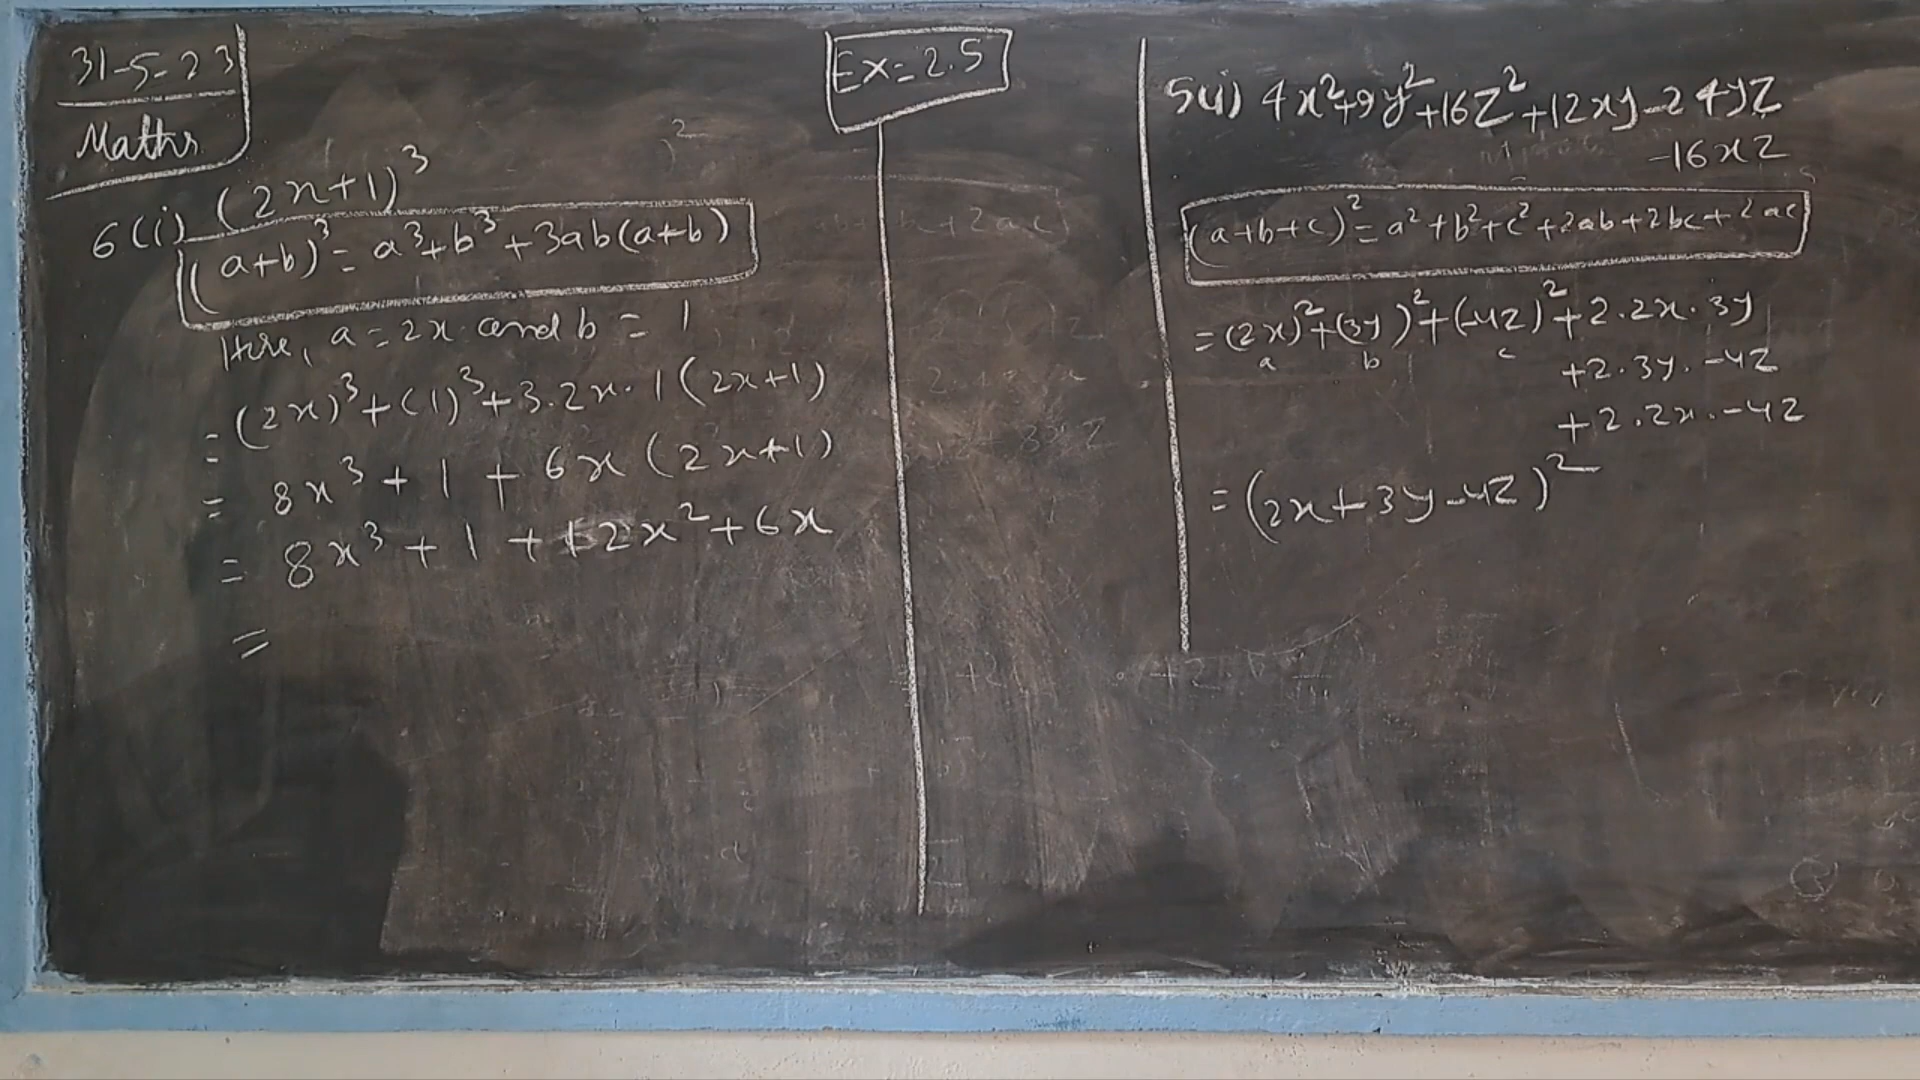 31-5-23
Maths
Ex=2.5
6(i) (2x+1)³
(a+b)³ = a³+b³+3ab(a+b)
Here, a=2x and b=1
= (2x)³+(1)³+3.2x.1(2x+1)
= 8x³+1+6x(2x+1)
= 8x³+1+12x²+6x
=
5(i) 4x²+9y²+16z²+12xy-24yz
-16xz
(a+b+c)² = a²+b²+c²+2ab+2bc+2ac
= (2x)²+(3y)²+(-4z)²+2.2x.3y
a b c
+2.3y.-4z
+2.2x.-4z
= (2x+3y-4z)²